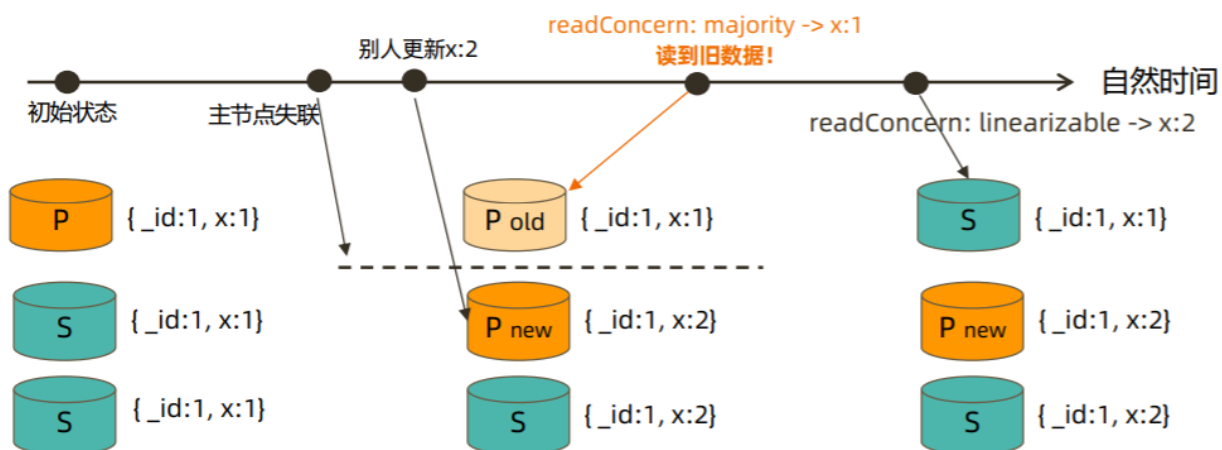 readConcern: majority -> x:1
别人更新x:2
读到旧数据!
自然时间
初始状态
主节点失联
readConcern: linearizable -> x:2
P { _id:1, x:1}
P old { _id:1, x:1}
S { _id:1, x:1}
S { _id:1, x:1}
P new { _id:1, x:2}
P new { _id:1, x:2}
S { _id:1, x:1}
S { _id:1, x:2}
S { _id:1, x:2}